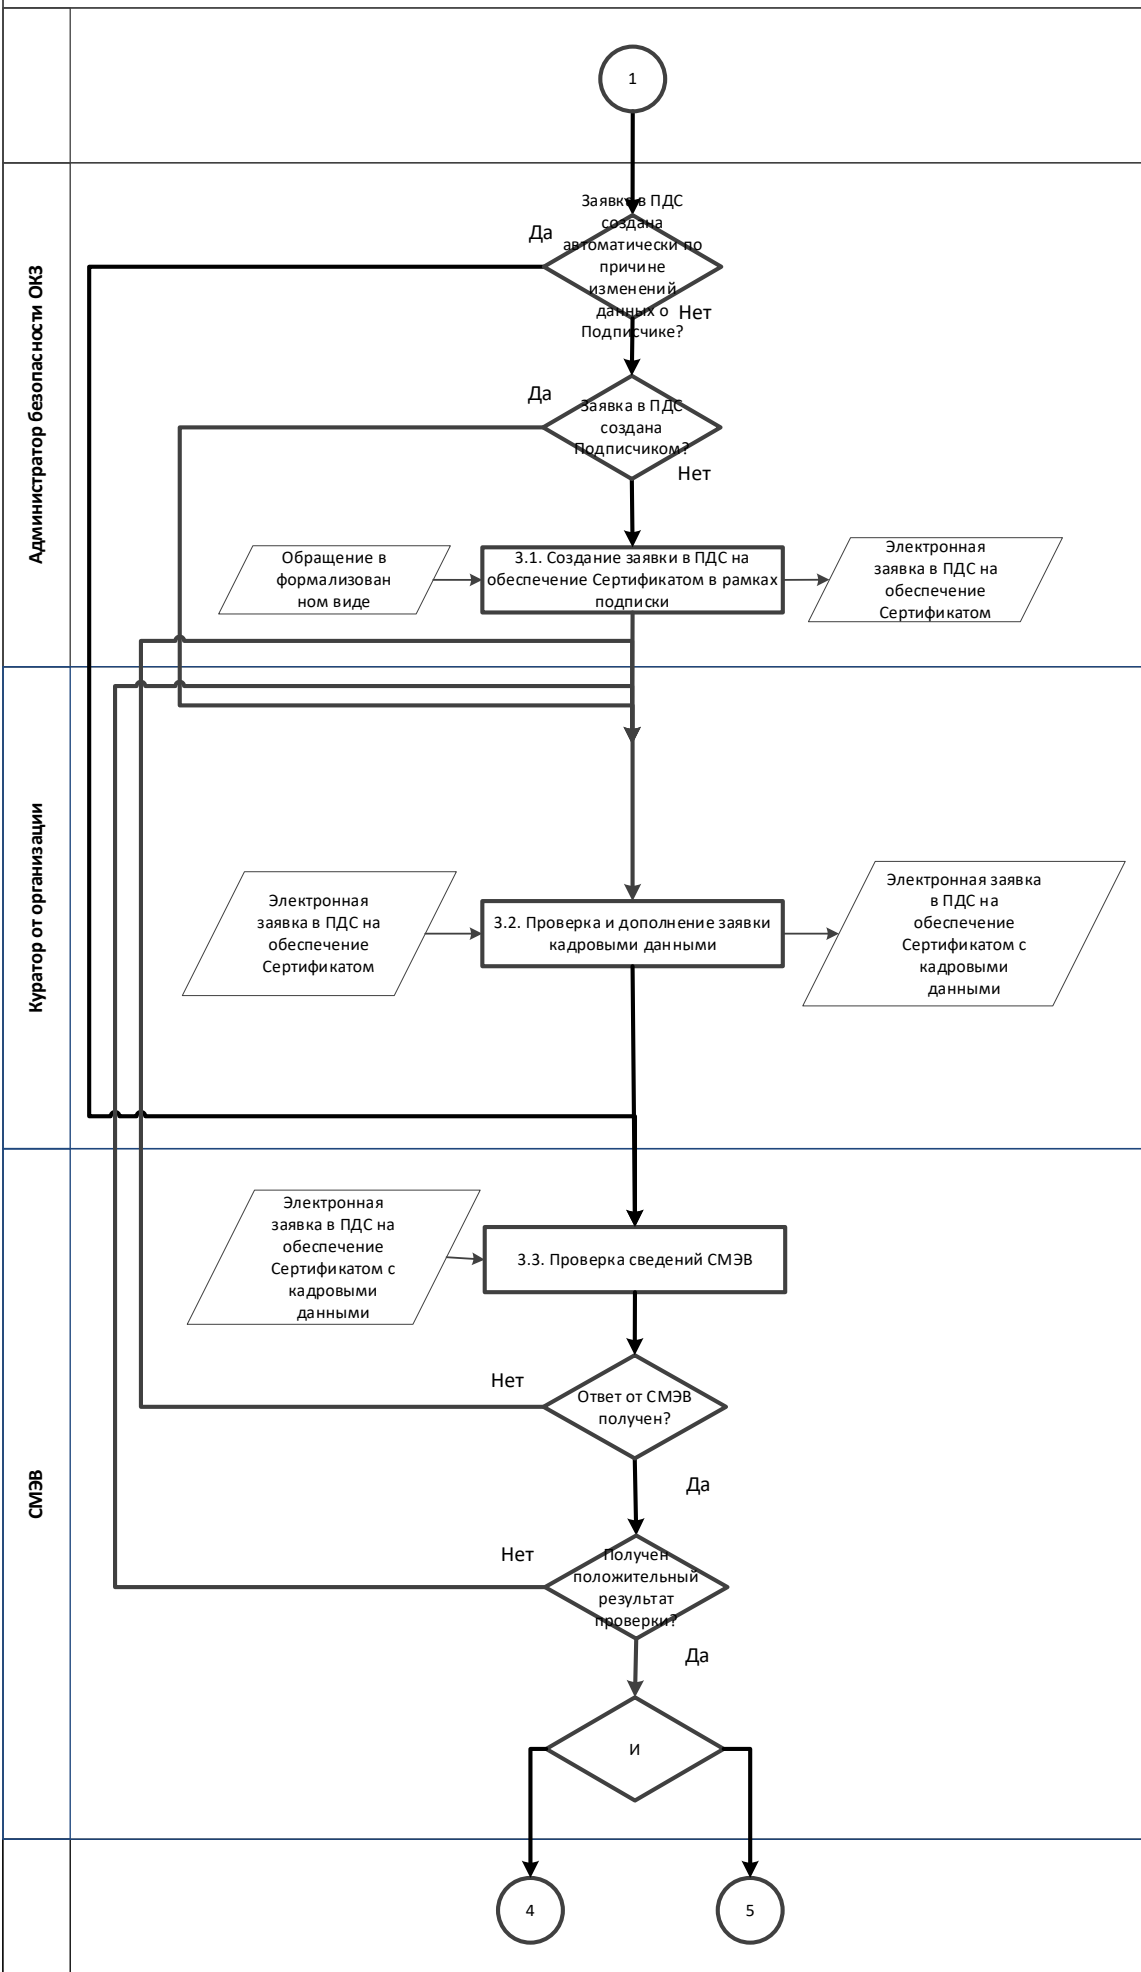 1
Администратор безопасности ОКЗ
Заявка в ПДС
создана
автоматически по
причине
изменений
данных о
Подписчике?
Да
Нет
Заявка в ПДС
создана
Подписчиком?
Да
Нет
Обращение в
формализован
ном виде
3.1. Создание заявки в ПДС на
обеспечение Сертификатом в рамках
подписки
Электронная
заявка в ПДС на
обеспечение
Сертификатом
Куратор от организации
Электронная
заявка в ПДС на
обеспечение
Сертификатом
3.2. Проверка и дополнение заявки
кадровыми данными
Электронная заявка
в ПДС на
обеспечение
Сертификатом с
кадровыми
данными
СМЭВ
Электронная
заявка в ПДС на
обеспечение
Сертификатом с
кадровыми
данными
3.3. Проверка сведений СМЭВ
Нет
Ответ от СМЭВ
получен?
Да
Нет
Получен
положительный
результат
проверки?
Да
И
4
5